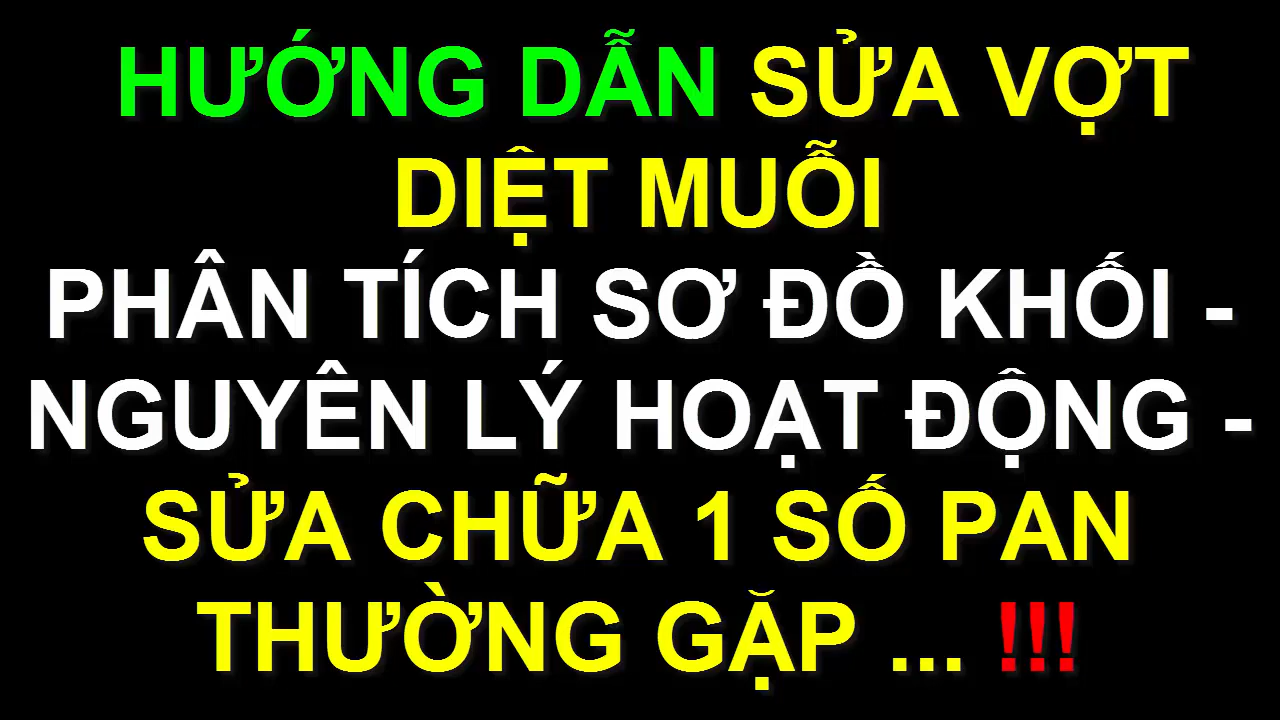 HƯỚNG DẪN SỬA VỢT
DIỆT MUỖI
PHÂN TÍCH SƠ ĐỒ KHỐI -
NGUYÊN LÝ HOẠT ĐỘNG -
SỬA CHỮA 1 SỐ PAN
THƯỜNG GẶP ... !!!